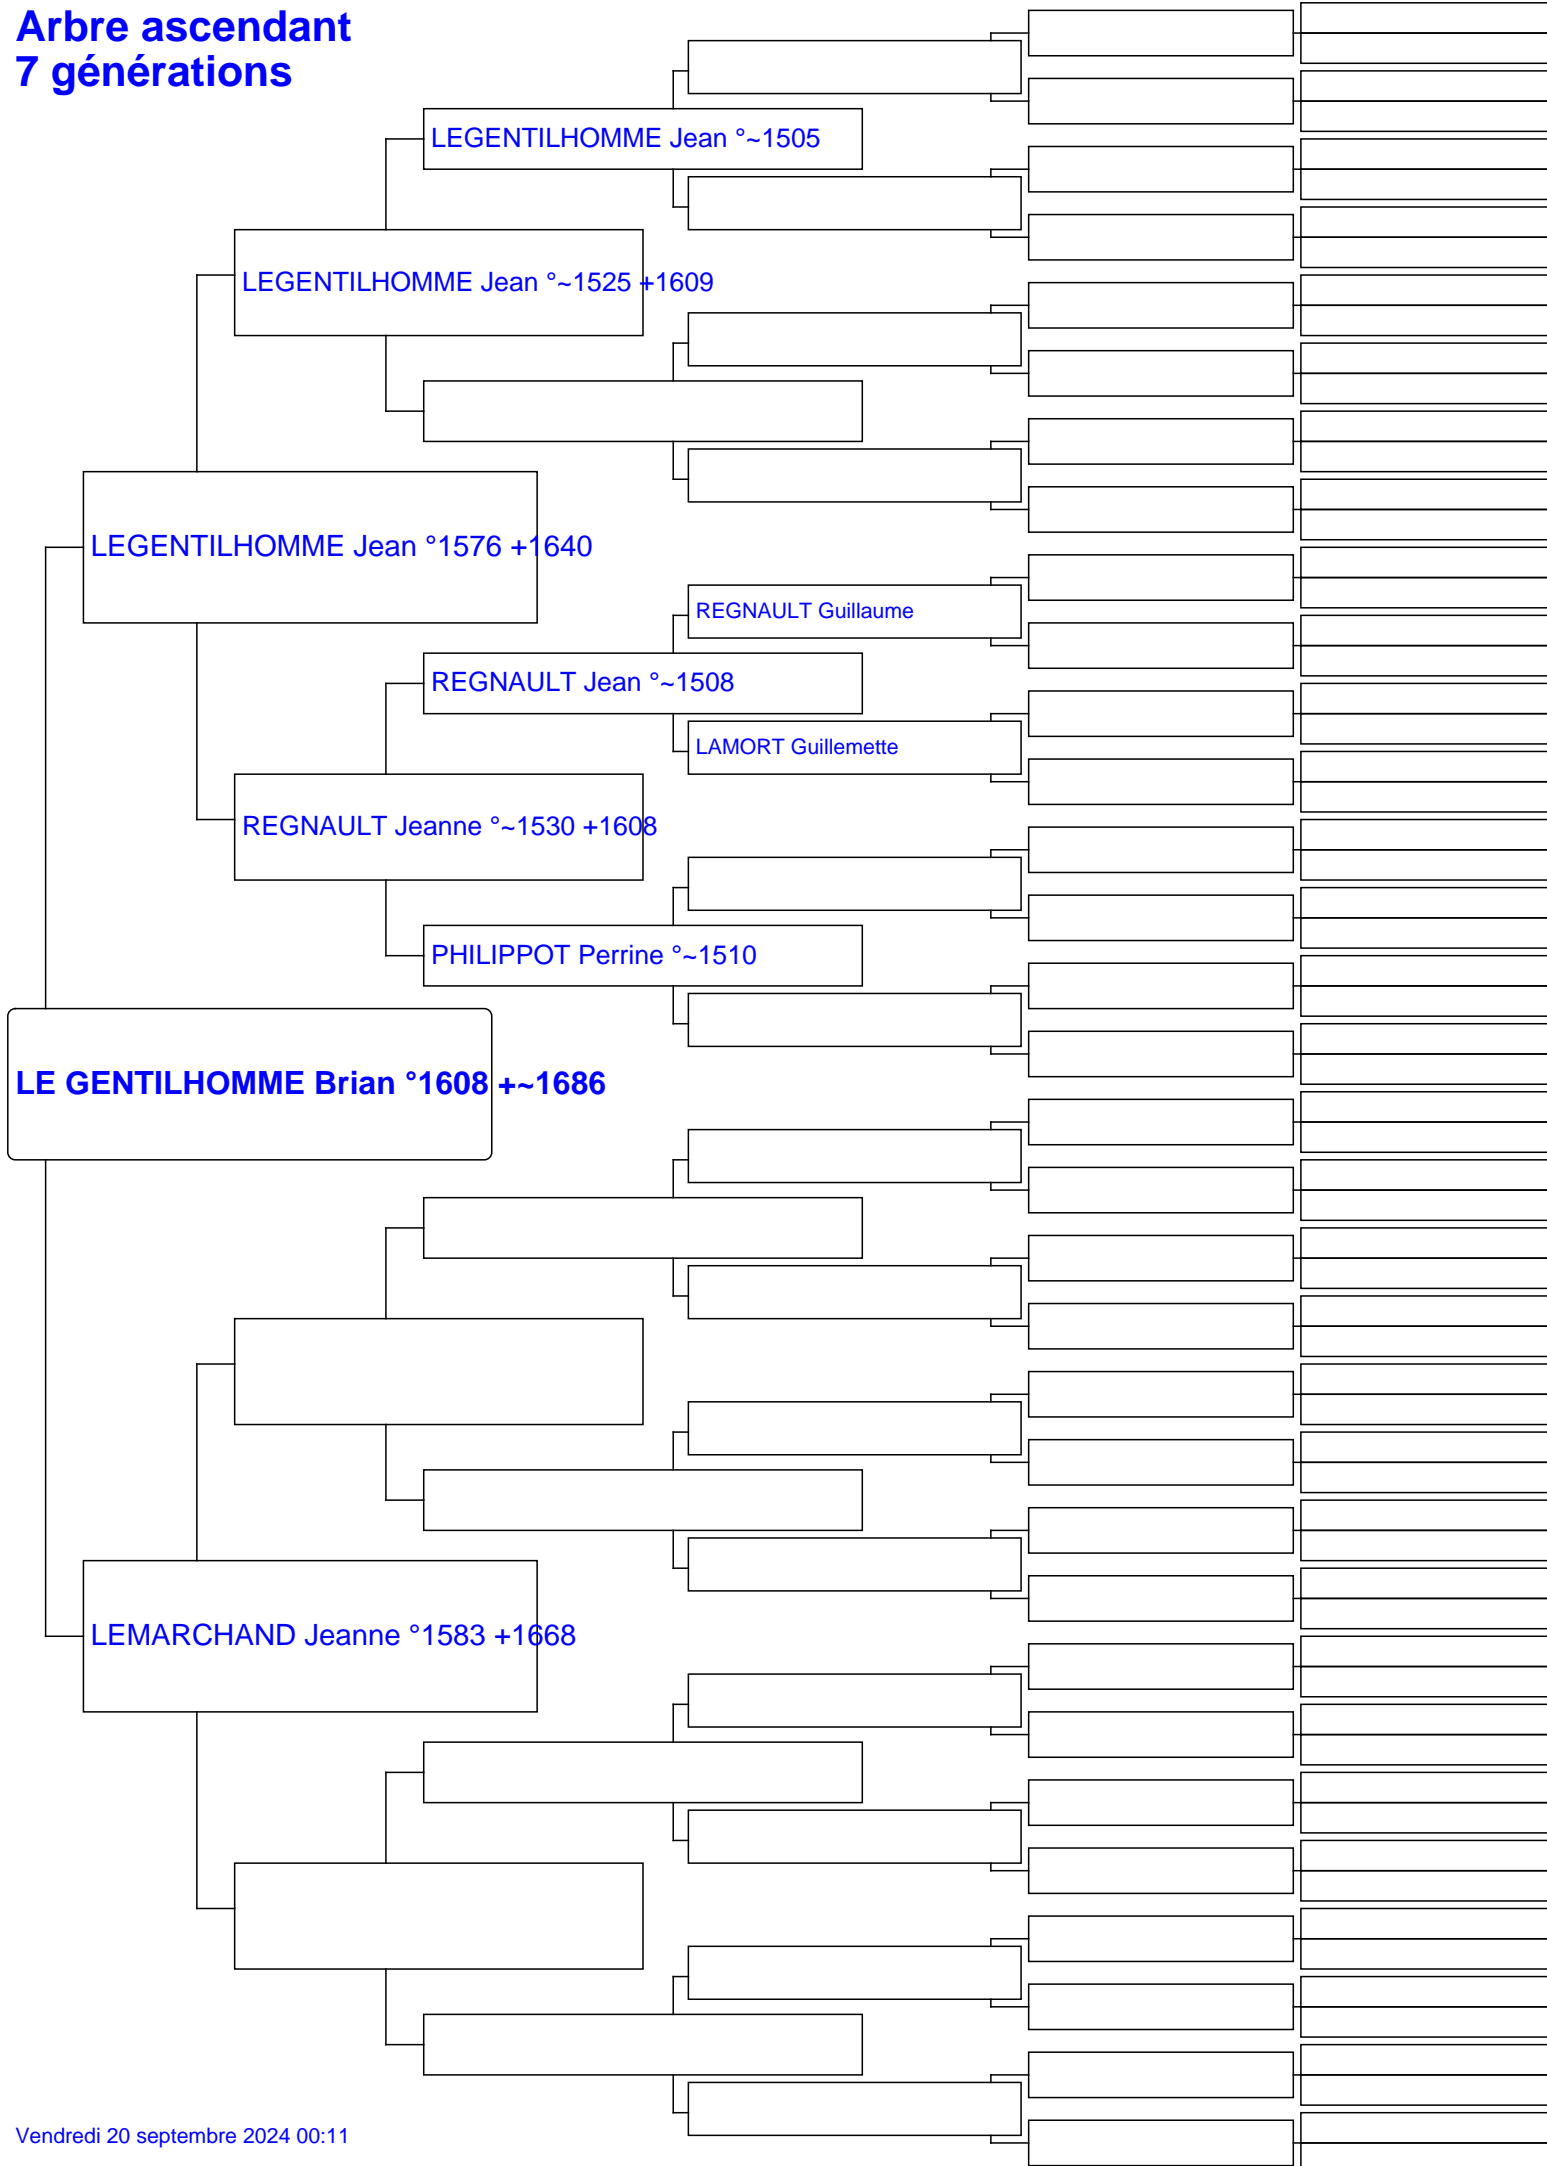 Arbre ascendant
7 générations
LEGENTILHOMME Jean °~1505
LEGENTILHOMME Jean °~1525 +1609
LEGENTILHOMME Jean °1576 +1640
REGNAULT Guillaume
REGNAULT Jean °~1508
LAMORT Guillemette
REGNAULT Jeanne °~1530 +1608
PHILIPPOT Perrine °~1510
LE GENTILHOMME Brian °1608 +~1686
LEMARCHAND Jeanne °1583 +1668
Vendredi 20 septembre 2024 00:11